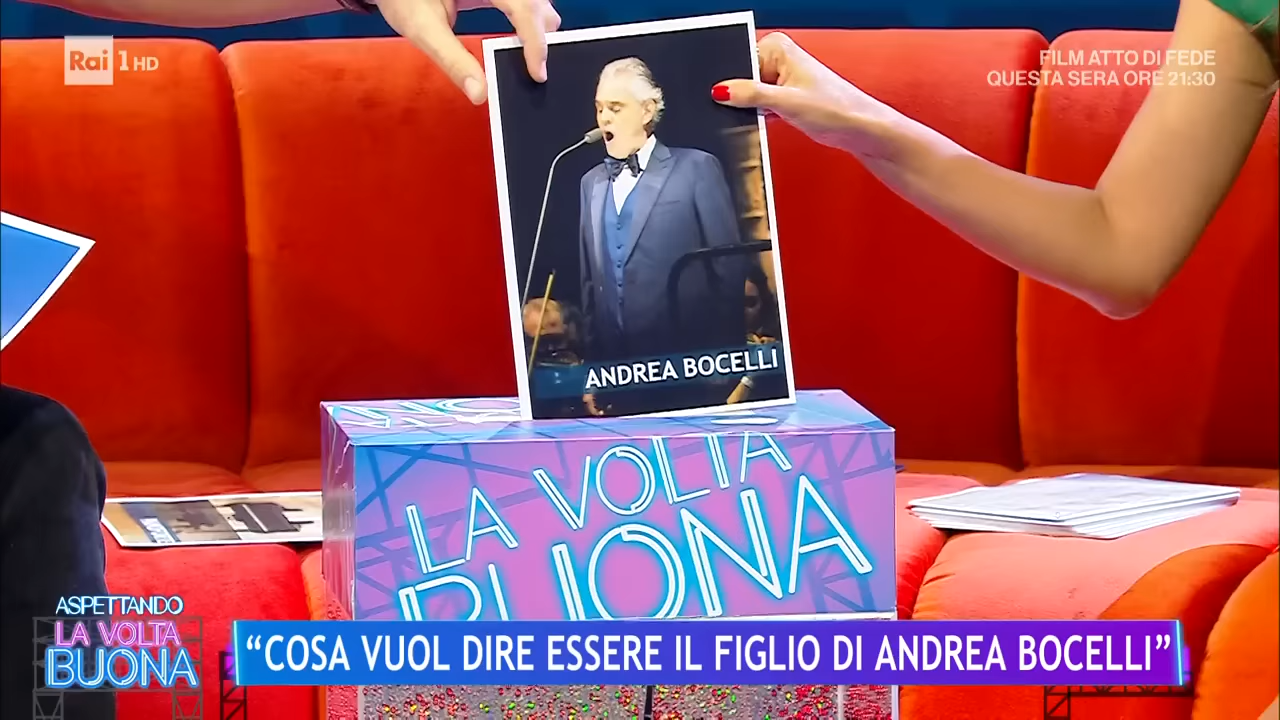 Rai 1 HD
FILM ATTO DI FEDE
QUESTA SERA ORE 21:30
ANDREA BOCELLI
LA VOLTA
BUONA
ASPETTANDO
LA VOLTA
BUONA
“COSA VUOL DIRE ESSERE IL FIGLIO DI ANDREA BOCELLI”